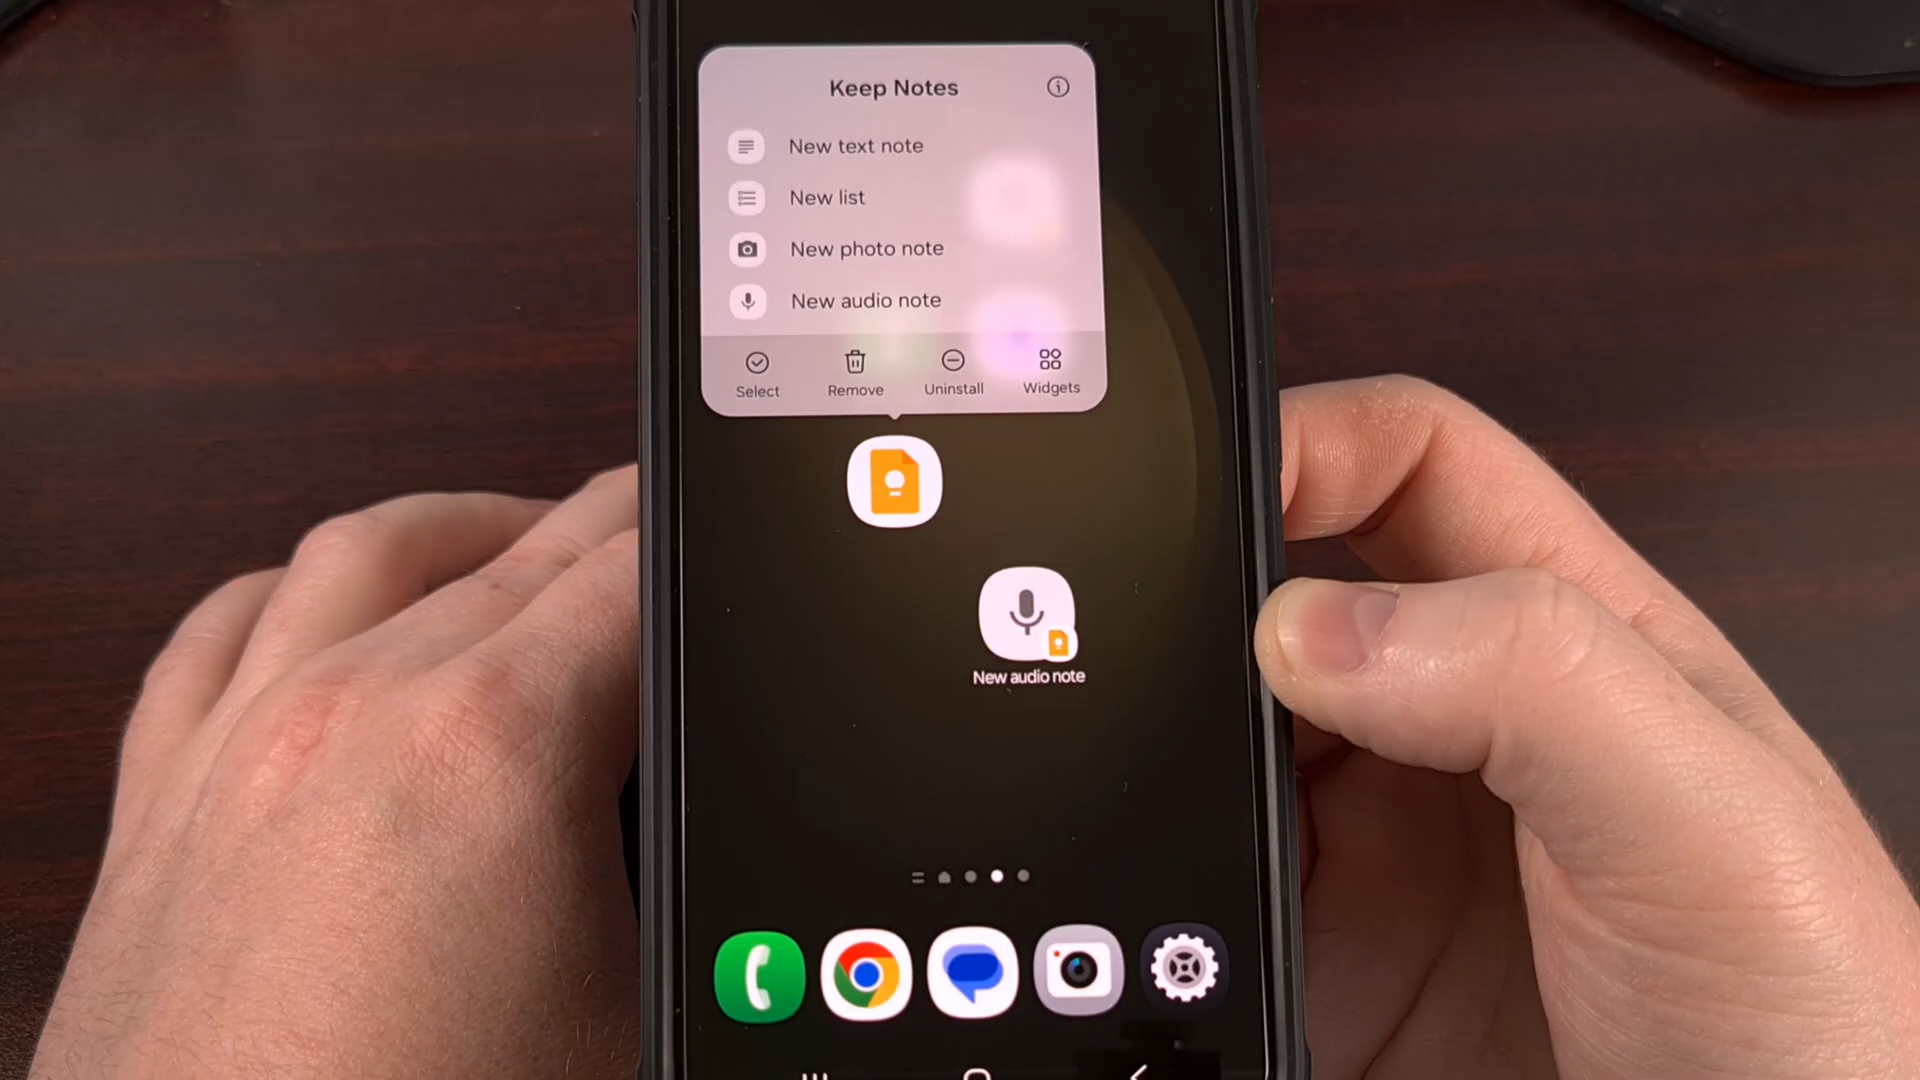 Keep Notes
New text note
New list
New photo note
New audio note
Select
Remove
Uninstall
Widgets
New audio note